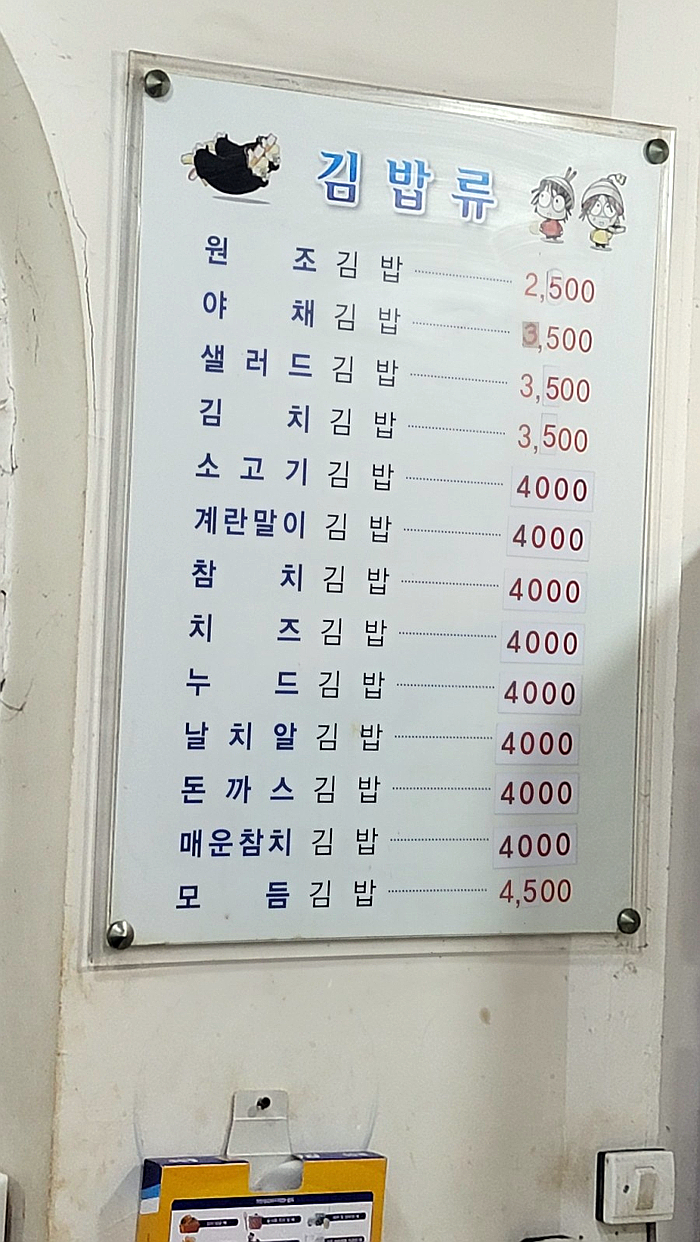 김밥류
원조김밥 2,500
야채김밥 3,500
샐러드김밥 3,500
김치김밥 3,500
소고기김밥 4000
계란말이김밥 4000
참치김밥 4000
치즈김밥 4000
누드김밥 4000
날치알김밥 4000
돈까스김밥 4000
매운참치김밥 4000
모듬김밥 4,500